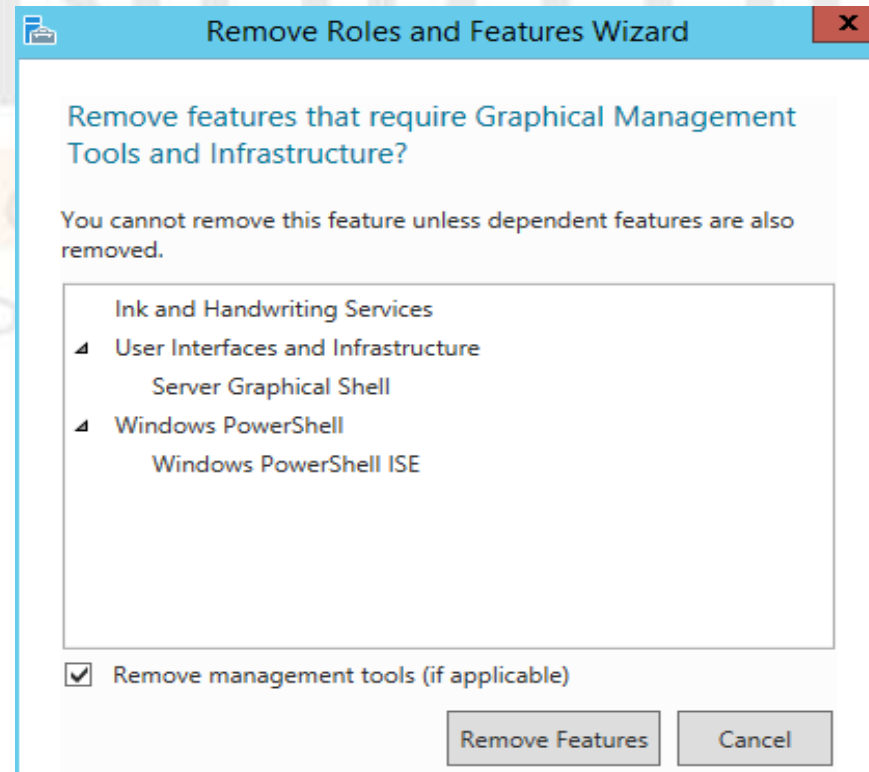 Remove Roles and Features Wizard
x
Remove features that require Graphical Management
Tools and Infrastructure?
You cannot remove this feature unless dependent features are also
removed.
Ink and Handwriting Services
User Interfaces and Infrastructure
Server Graphical Shell
Windows PowerShell
Windows PowerShell ISE
Remove management tools (if applicable)
Remove Features
Cancel